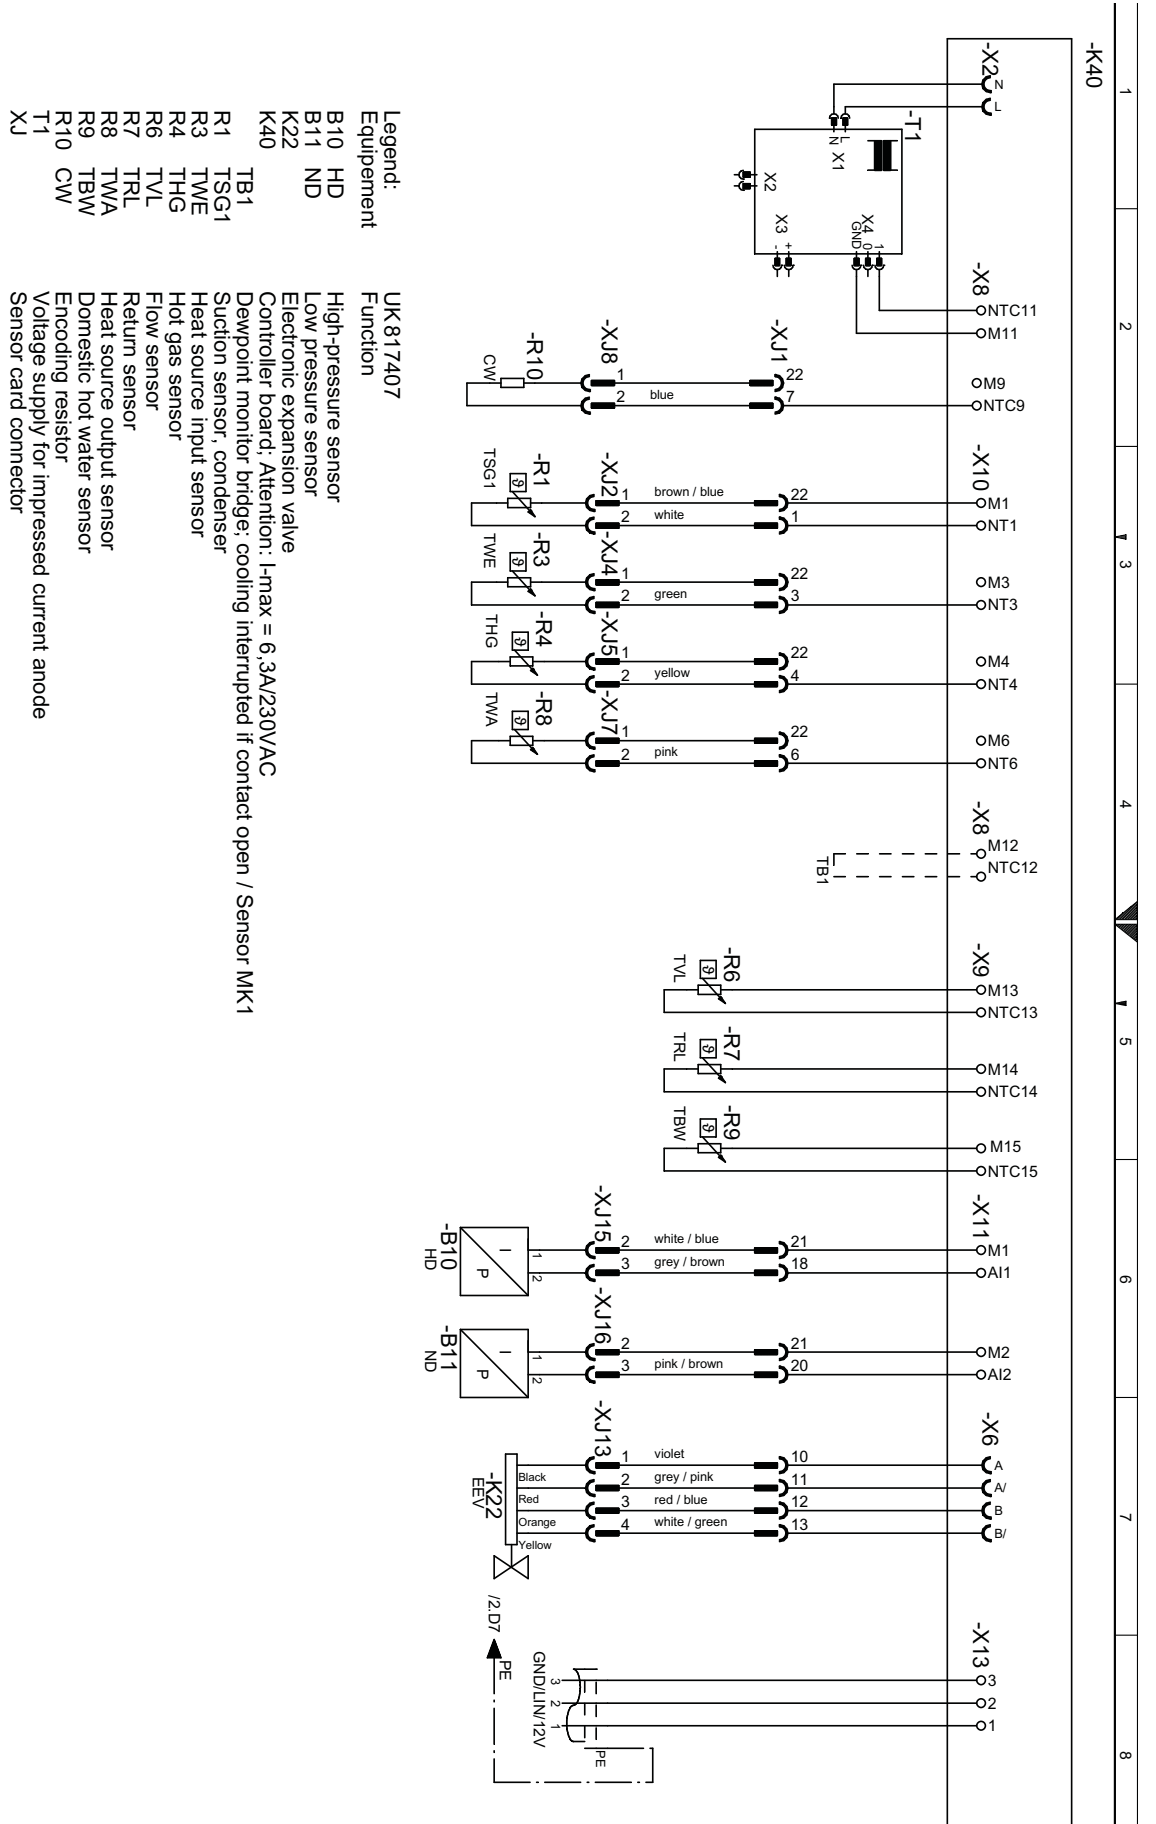 1
2
3
4
5
6
7
8
-K40
-X2
N
L
-T1
L
N
X1
X2
X3
+
-
X4
1
0
GND
-X8
NTC11
M11
M9
NTC9
-XJ1
22
7
blue
-XJ8
1
2
-R10
CW
-X10
M1
NT1
22
1
brown / blue
white
-XJ2
1
2
-R1
ϑ
TSG1
M3
NT3
22
3
green
-XJ4
1
2
-R3
ϑ
TWE
M4
NT4
22
4
yellow
-XJ5
1
2
-R4
ϑ
THG
M6
NT6
22
6
pink
-XJ7
1
2
-R8
ϑ
TWA
-X8
M12
NTC12
TB1
-X9
M13
NTC13
-R6
ϑ
TVL
M14
NTC14
-R7
ϑ
TRL
M15
NTC15
-R9
ϑ
TBW
-X11
M1
AI1
21
18
white / blue
grey / brown
-XJ15
2
3
1
2
I
P
-B10
HD
M2
AI2
21
20
pink / brown
-XJ16
2
3
1
2
I
P
-B11
ND
-X6
A
A/
B
B/
10
11
12
13
violet
grey / pink
red / blue
white / green
-XJ13
1
2
3
4
Black
Red
Orange
Yellow
-K22
EEV
-X13
3
2
1
3
2
1
GND/LIN/12V
PE
PE
/2.D7
Legend: UK 817407
Equipement Function
B10 HD High-pressure sensor
B11 ND Low pressure sensor
K22 Electronic expansion valve
K40 Controller board; Attention: I-max = 6,3A/230VAC
TB1 Dewpoint monitor bridge; cooling interrupted if contact open / Sensor MK1
R1 TSG1 Suction sensor, condenser
R3 TWE Heat source input sensor
R4 THG Hot gas sensor
R6 TVL Flow sensor
R7 TRL Return sensor
R8 TWA Heat source output sensor
R9 TBW Domestic hot water sensor
R10 CW Encoding resistor
T1 Voltage supply for impressed current anode
XJ Sensor card connector